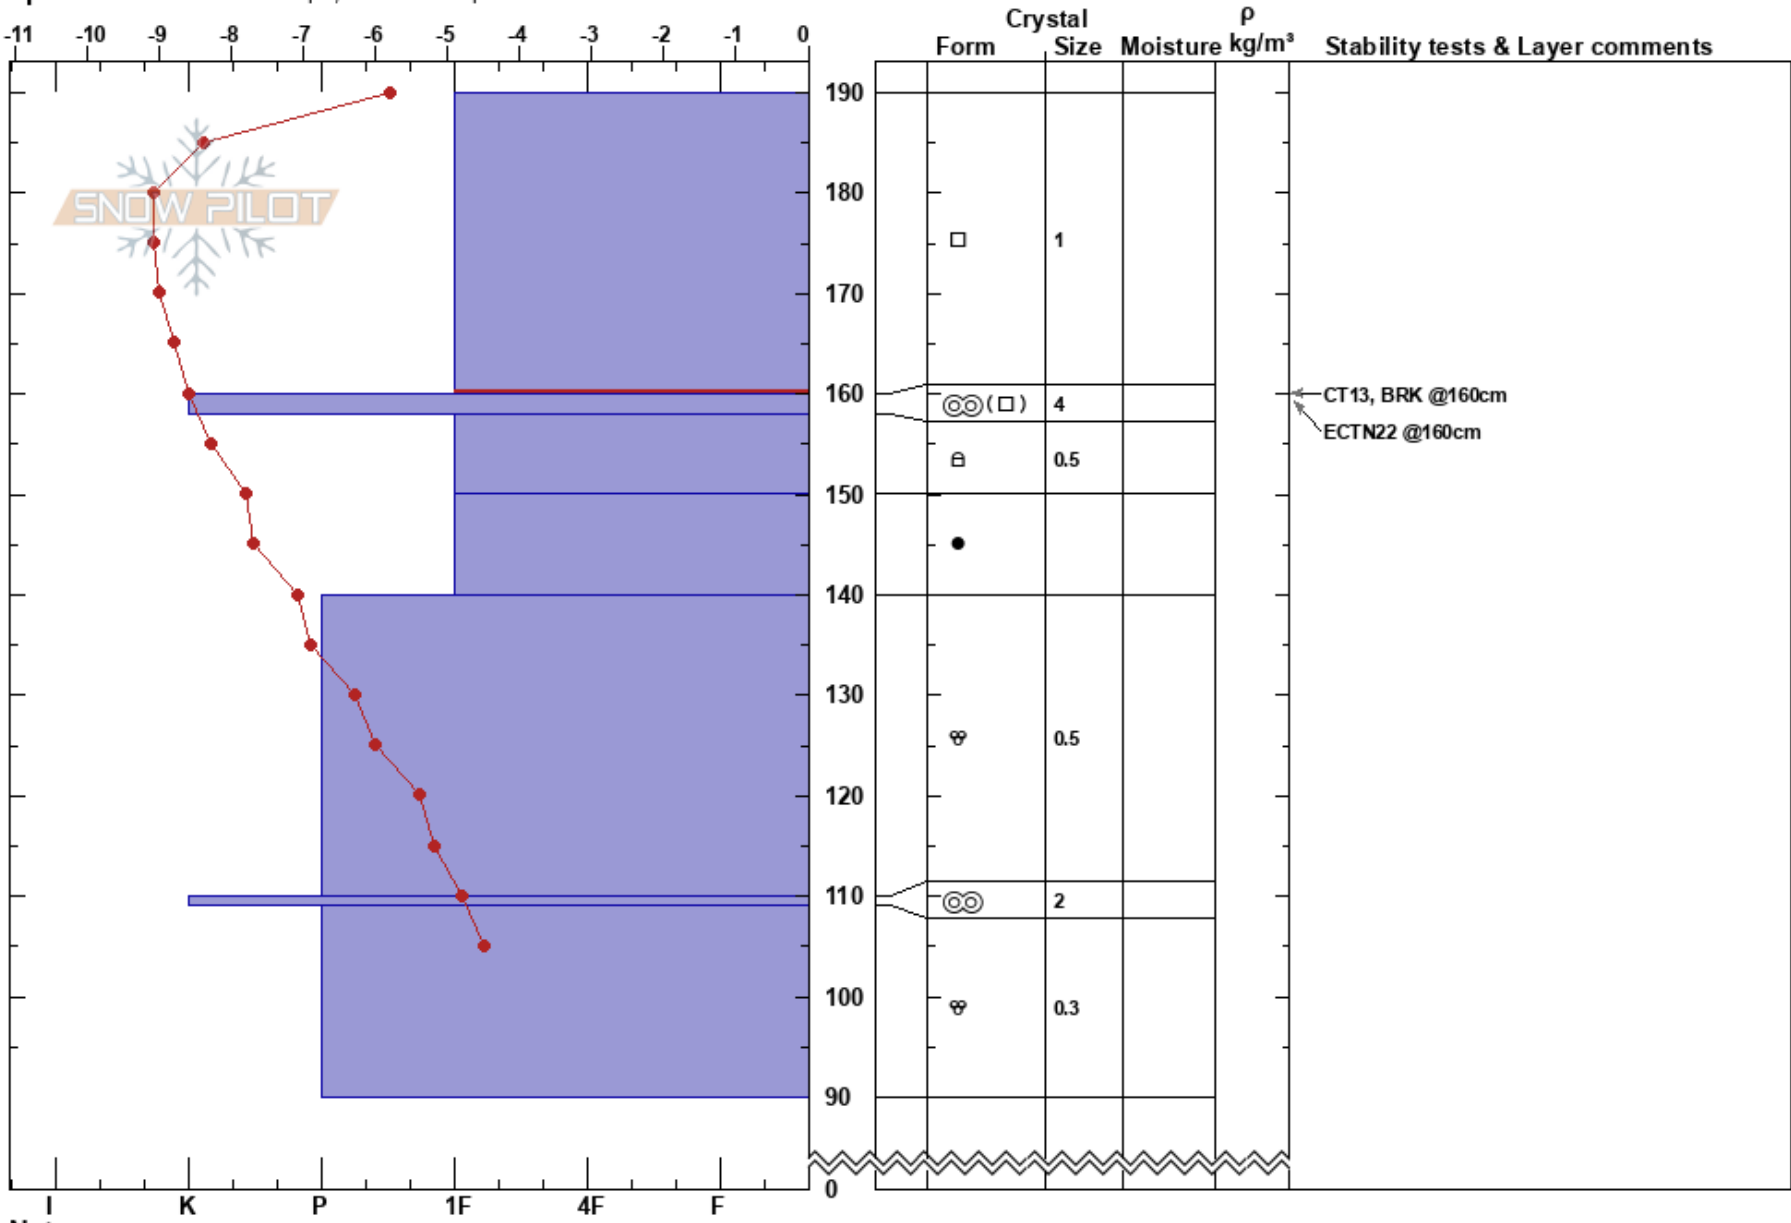 -11 -10 -9 -8 -7 -6 -5 -4 -3 -2 -1 0
Crystal
Form Size Moisture
ρ
kg/m³
Stability tests & Layer comments
SNOW PILOT
190
180
170
160
150
140
130
120
110
100
90
0
1
( ) 4
0.5
0.5
2
0.3
CT13, BRK @160cm
ECTN22 @160cm
I K P 1F 4F F